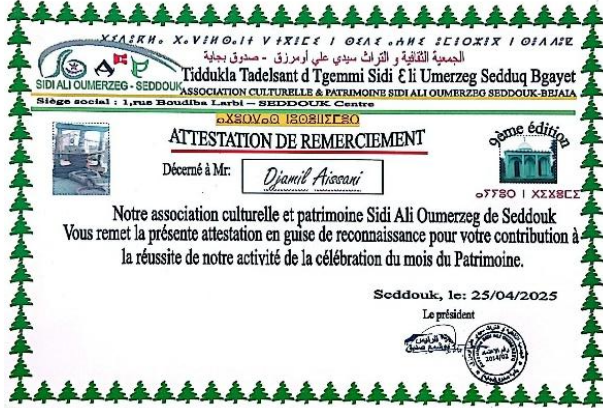 الجمعية الثقافية و التراث سيدي علي أومرزق - صدوق بجاية
Tiddukla Tadelsant d Tgemmi Sidi Ɛli Umerzeg Sedduq Bgayet
SIDI ALI OUMERZEG - SEDDOUK
ASSOCIATION CULTURELLE & PATRIMOINE SIDI ALI OUMERZEG SEDDOUK-BEJAIA
Siège social : 1,rue Boudiba Larbi – SEDDOUK Centre
ATTESTATION DE REMERCIEMENT
9ème édition
Décerné à Mr:
Djamil Aissani
Notre association culturelle et patrimoine Sidi Ali Oumerzeg de Seddouk
Vous remet la présente attestation en guise de reconnaissance pour votre contribution à
la réussite de notre activité de la célébration du mois du Patrimoine.
Seddouk, le: 25/04/2025
Le président